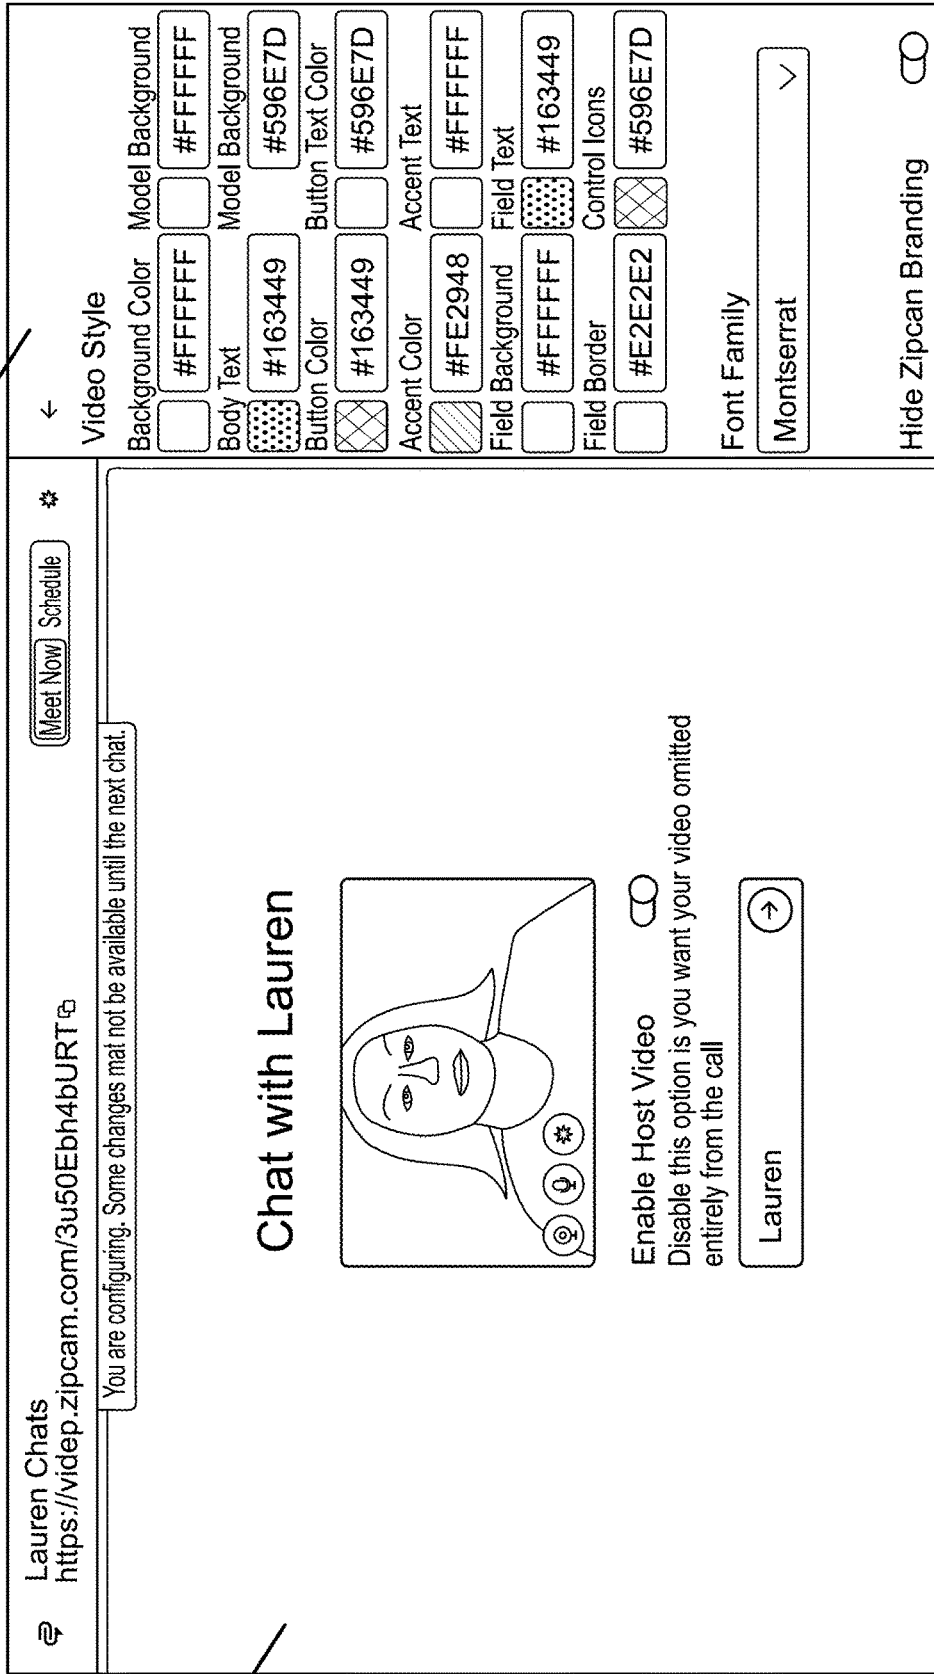 Lauren Chats
https://videp.zipcam.com/3u50Ebh4bURT
Meet Now Schedule
You are configuring. Some changes mat not be available until the next chat.
Chat with Lauren
Enable Host Video
Disable this option is you want your video omitted
entirely from the call
Lauren
Video Style
Background Color Model Background
#FFFFFF #FFFFFF
Body Text Model Background
#163449 #596E7D
Button Color Button Text Color
#163449 #596E7D
Accent Color Accent Text
#FE2948 #FFFFFF
Field Background Field Text
#FFFFFF #163449
Field Border Control Icons
#E2E2E2 #596E7D
Font Family
Montserrat
Hide Zipcan Branding